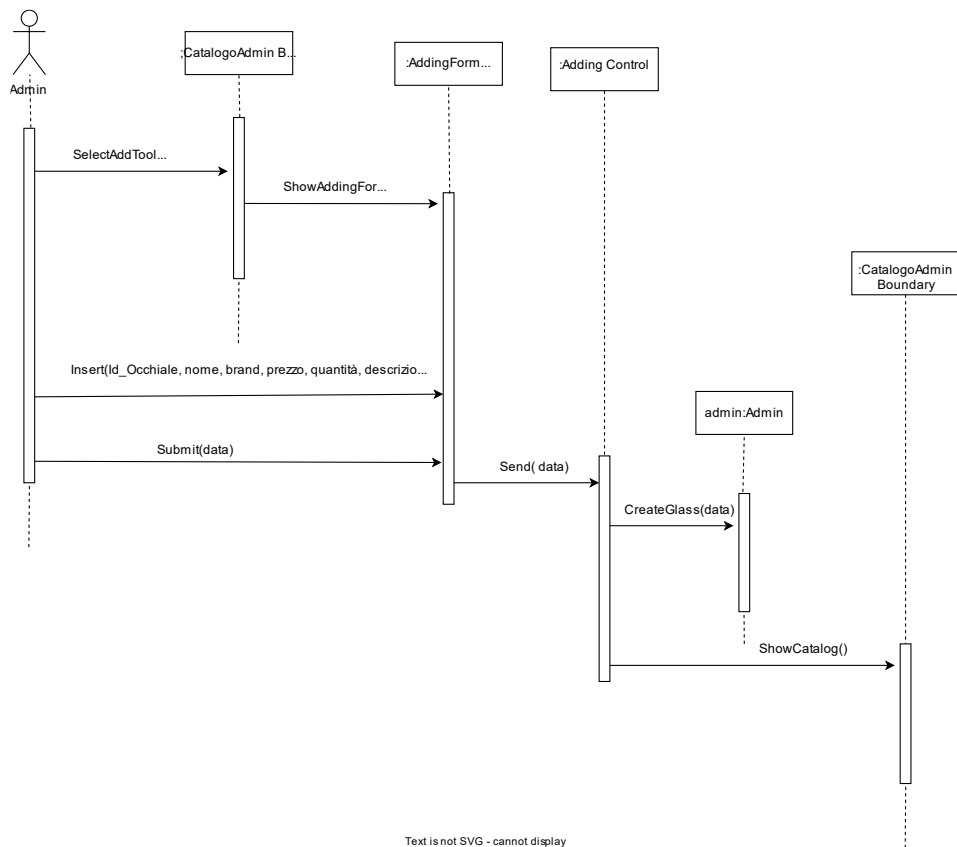 ;CatalogoAdmin B...
:AddingForm...
:Adding Control
Admin
SelectAddTool...
ShowAddingFor...
:CatalogoAdmin
Boundary
Insert(Id_Occhiale, nome, brand, prezzo, quantità, descrizio...
admin:Admin
Submit(data)
Send( data)
CreateGlass(data)
ShowCatalog()
Text is not SVG - cannot display